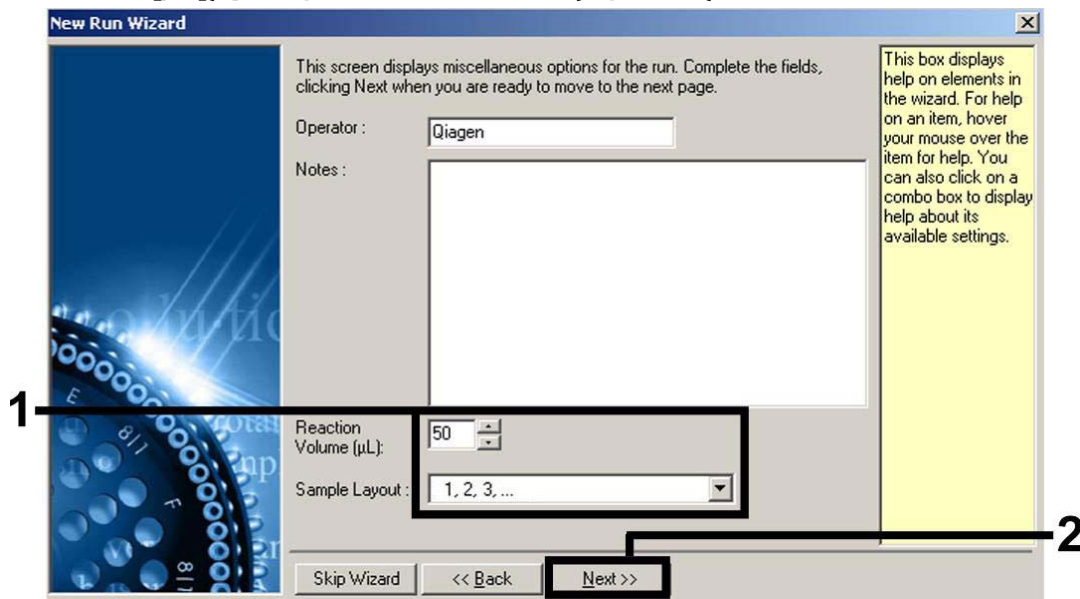 New Run Wizard
This screen displays miscellaneous options for the run. Complete the fields,
clicking Next when you are ready to move to the next page.
Operator :
Qiagen
Notes :
Reaction
Volume (µL):
50
Sample Layout :
1, 2, 3, ...
Skip Wizard
<< Back
Next >>
This box displays
help on elements in
the wizard. For help
on an item, hover
your mouse over the
item for help. You
can also click on a
combo box to display
help about its
available settings.
1
2
E
8/1
F
8/1